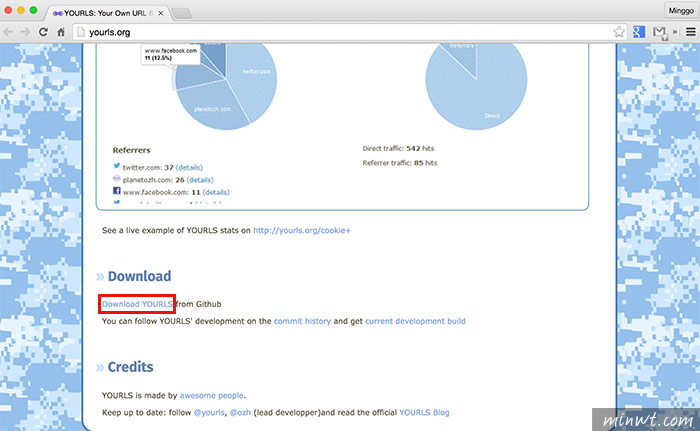 YOURLS: Your Own URL S
Minggo
yourls.org
www.facebook.com
11 (12.6%)
twitter.com
planetozh.com
Referrers
Direct
Referrers
twitter.com: 37 (details)
planetozh.com: 26 (details)
www.facebook.com: 11 (details)
Direct traffic: 542 hits
Referrer traffic: 85 hits
See a live example of YOURLS stats on http://yourls.org/cookie+
» Download
Download YOURLS from Github
You can follow YOURLS' development on the commit history and get current development build
» Credits
YOURLS is made by awesome people.
Keep up to date: follow @yourls, @ozh (lead developper)and read the official YOURLS Blog
minwt.com